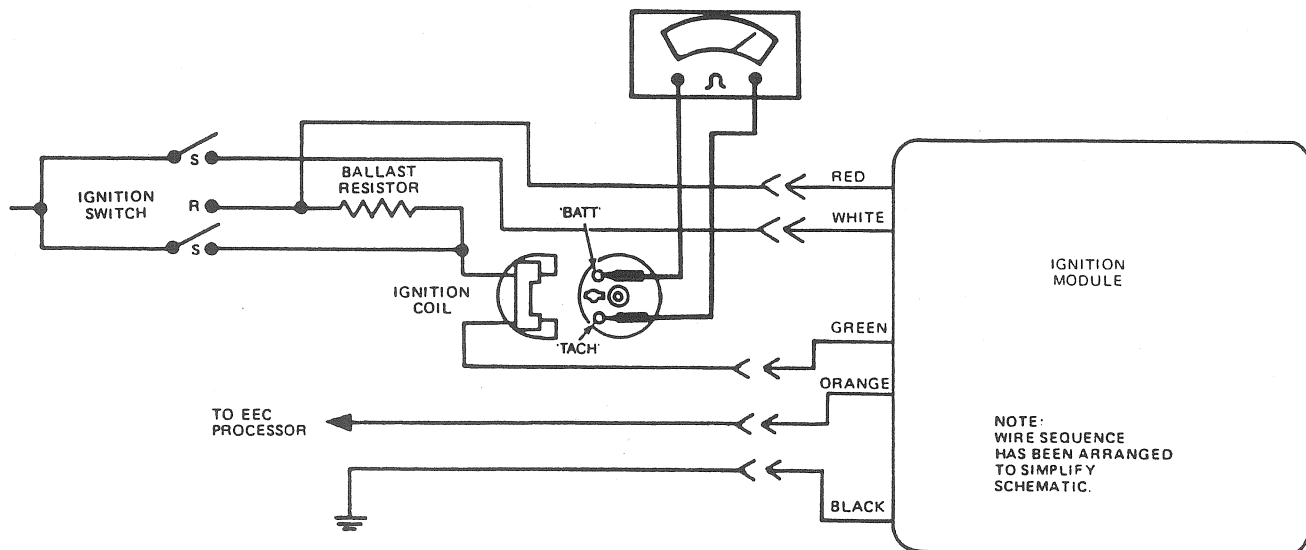 S
IGNITION
SWITCH
R
S
BALLAST
RESISTOR
'BATT'
IGNITION
COIL
'TACH'
Ω
RED
WHITE
IGNITION
MODULE
GREEN
ORANGE
TO EEC
PROCESSOR
NOTE:
WIRE SEQUENCE
HAS BEEN ARRANGED
TO SIMPLIFY
SCHEMATIC.
BLACK